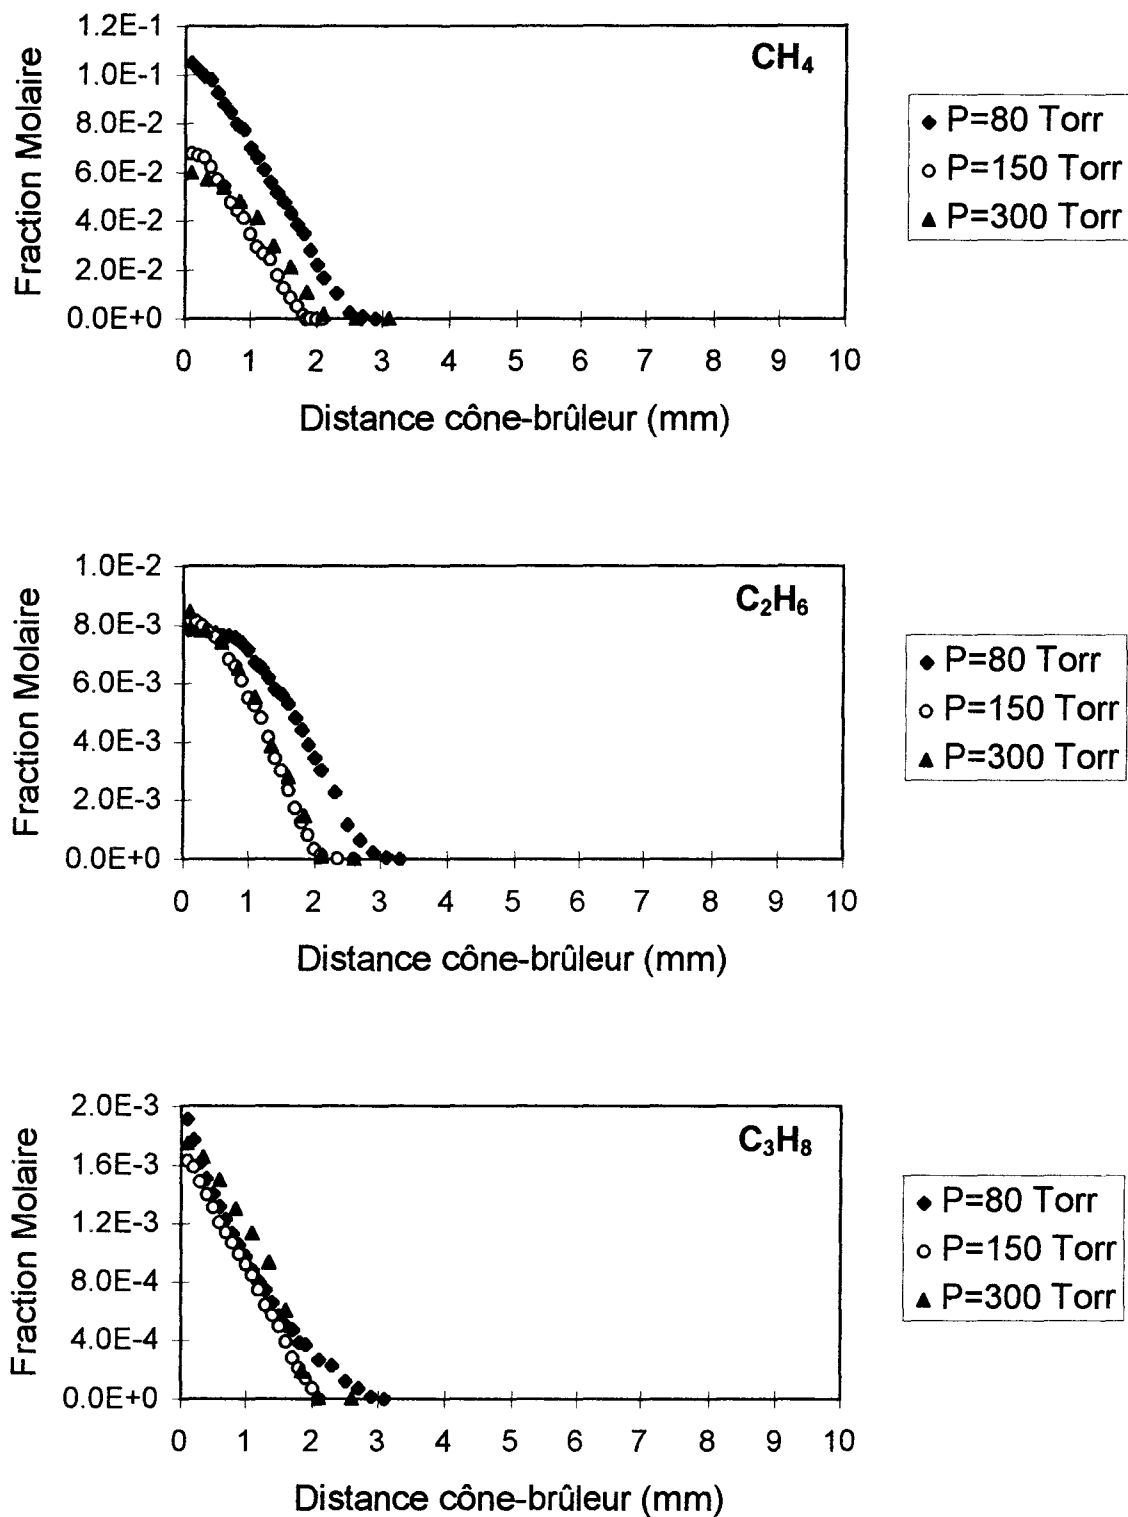 Fraction Molaire
1.2E-1
1.0E-1
8.0E-2
6.0E-2
4.0E-2
2.0E-2
0.0E+0
CH₄
0 1 2 3 4 5 6 7 8 9 10
Distance cône-brûleur (mm)
P=80 Torr
P=150 Torr
P=300 Torr
Fraction Molaire
1.0E-2
8.0E-3
6.0E-3
4.0E-3
2.0E-3
0.0E+0
C₂H₆
0 1 2 3 4 5 6 7 8 9 10
Distance cône-brûleur (mm)
P=80 Torr
P=150 Torr
P=300 Torr
Fraction Molaire
2.0E-3
1.6E-3
1.2E-3
8.0E-4
4.0E-4
0.0E+0
C₃H₈
0 1 2 3 4 5 6 7 8 9 10
Distance cône-brûleur (mm)
P=80 Torr
P=150 Torr
P=300 Torr